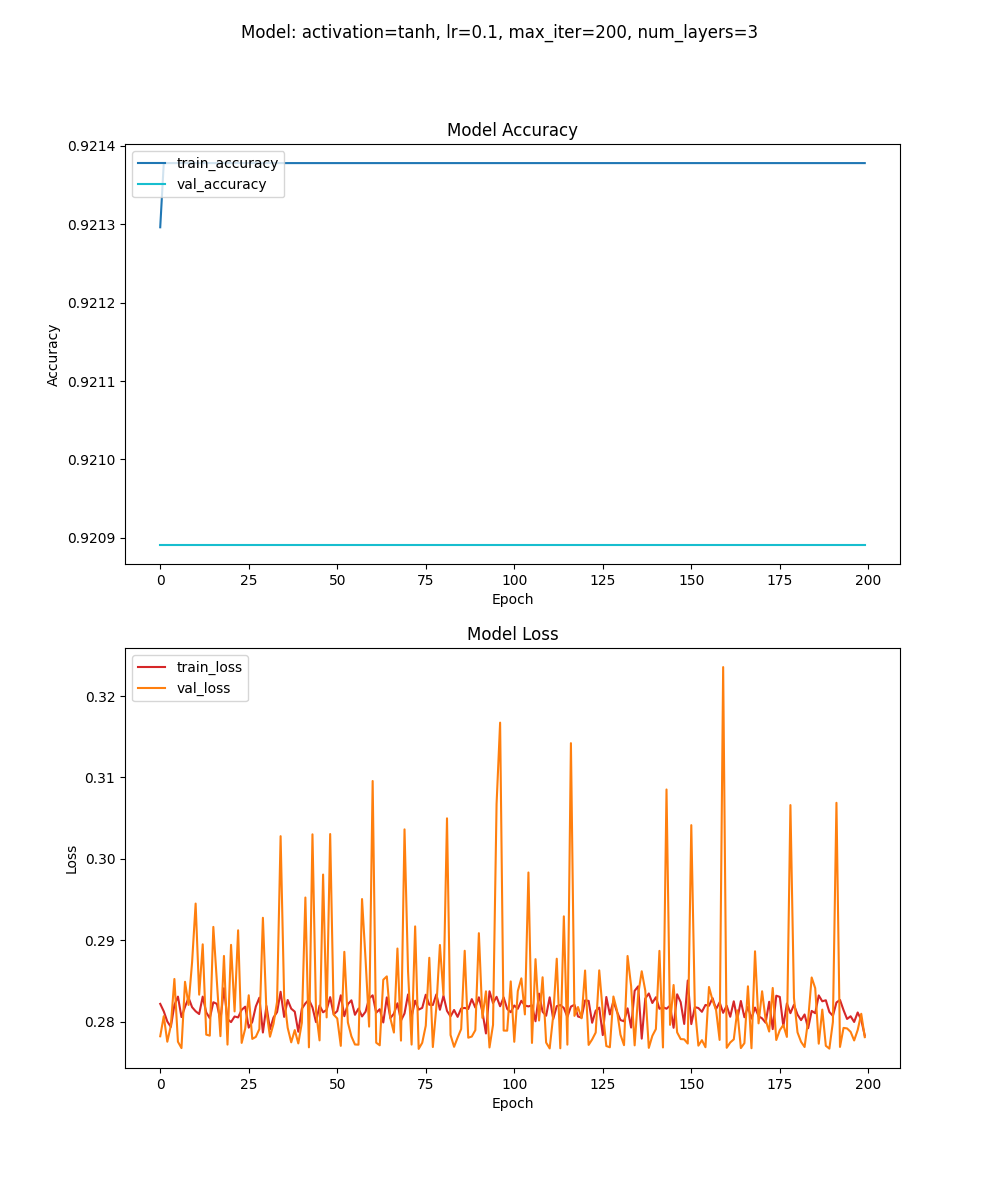 Model: activation=tanh, lr=0.1, max_iter=200, num_layers=3
Model Accuracy
0.9214
0.9213
0.9212
0.9211
0.9210
0.9209
Accuracy
train_accuracy
val_accuracy
0 25 50 75 100 125 150 175 200
Epoch
Model Loss
0.32
0.31
0.30
0.29
0.28
Loss
train_loss
val_loss
0 25 50 75 100 125 150 175 200
Epoch